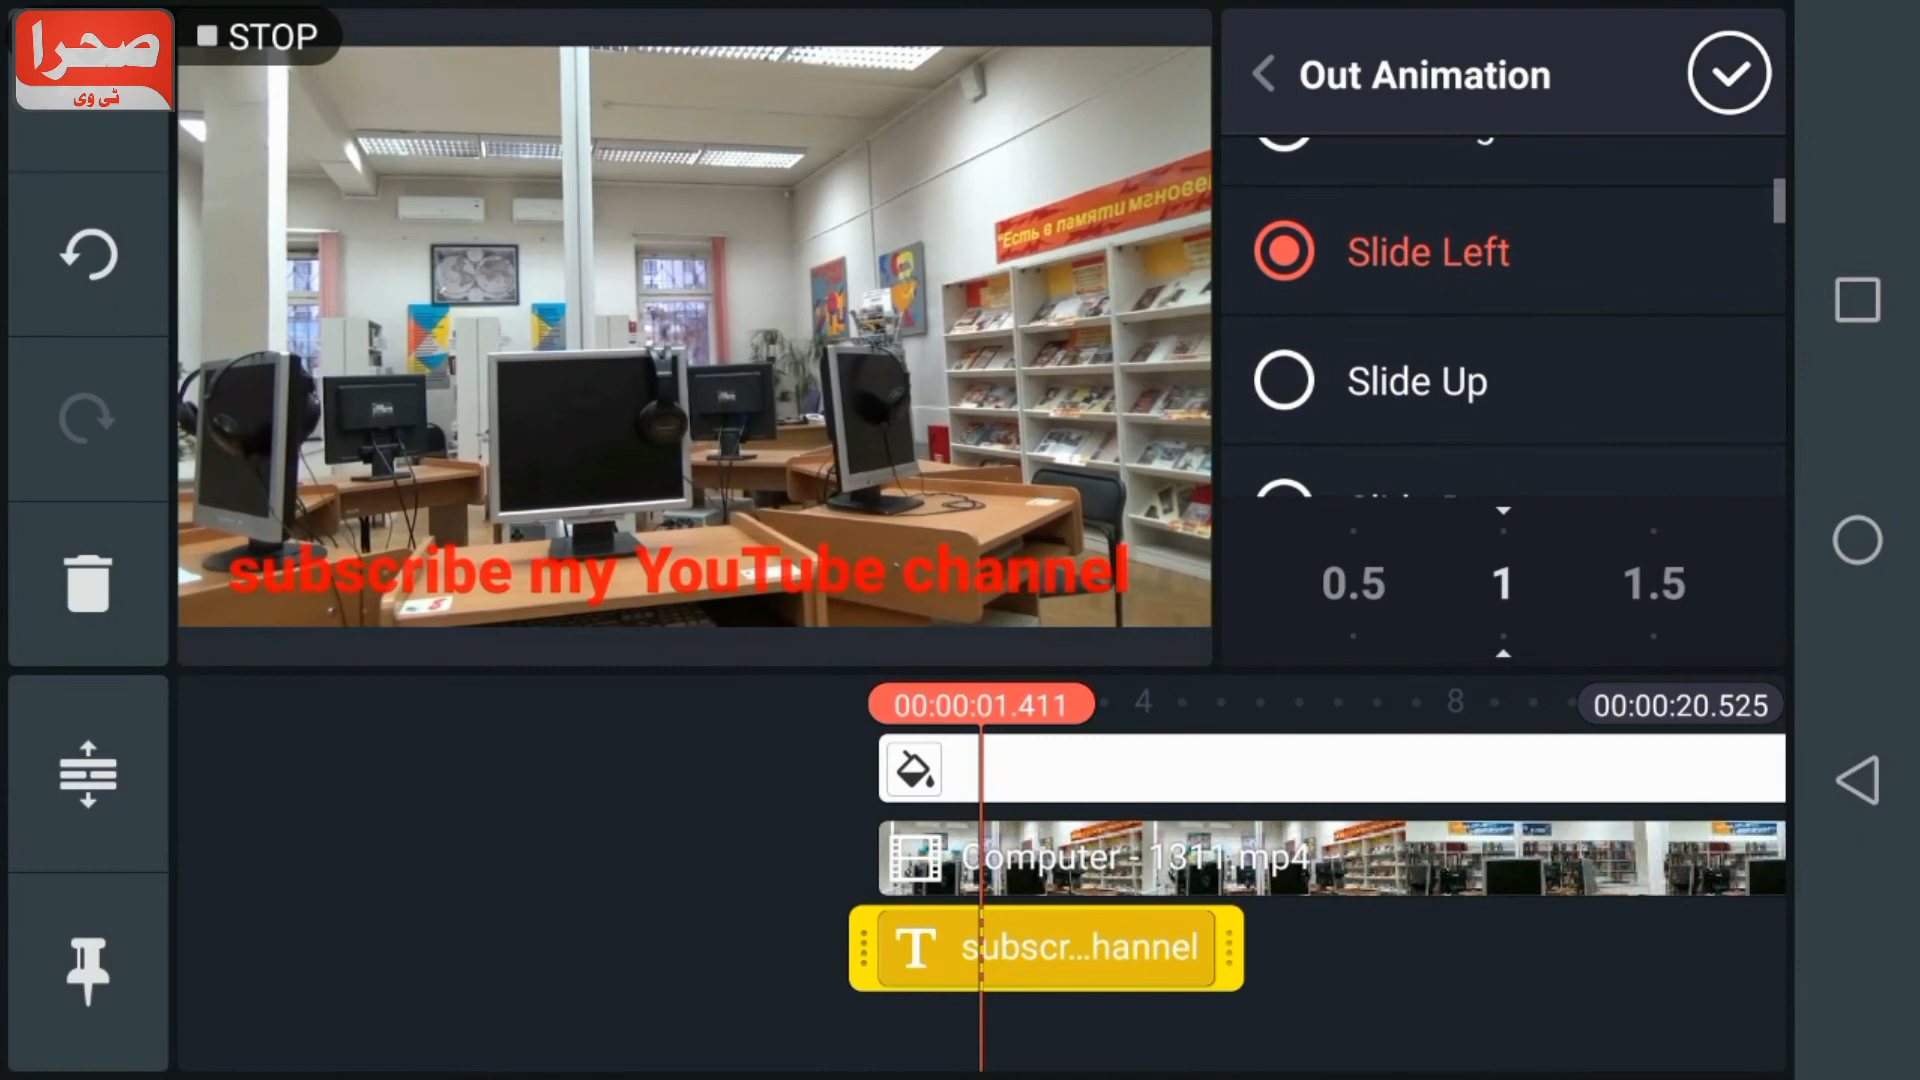 صحرا
ٹی وی
STOP
Out Animation
"Есть в памяти мгновен
Slide Left
Slide Up
subscribe my YouTube channel
0.5 1 1.5
00:00:01.411 4 8 00:00:20.525
Computer - 1311.mp4
T subscr...hannel